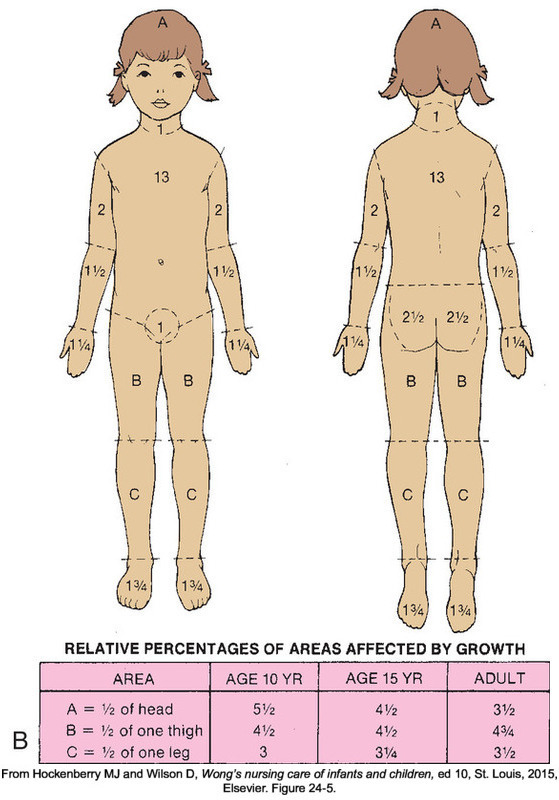 A A
1 1
13 13
2 2 2 2
1½ 1½ 1½ 1½
1 2½ 2½
1¼ 1¼ 1¼ 1¼
B B B B
C C C C
1¾ 1¾ 1¾ 1¾
RELATIVE PERCENTAGES OF AREAS AFFECTED BY GROWTH
AREA AGE 10 YR AGE 15 YR ADULT
A = ½ of head 5½ 4½ 3½
B = ½ of one thigh 4½ 4½ 4¾
C = ½ of one leg 3 3¼ 3½
B
From Hockenberry MJ and Wilson D, Wong's nursing care of infants and children, ed 10, St. Louis, 2015,
Elsevier. Figure 24-5.